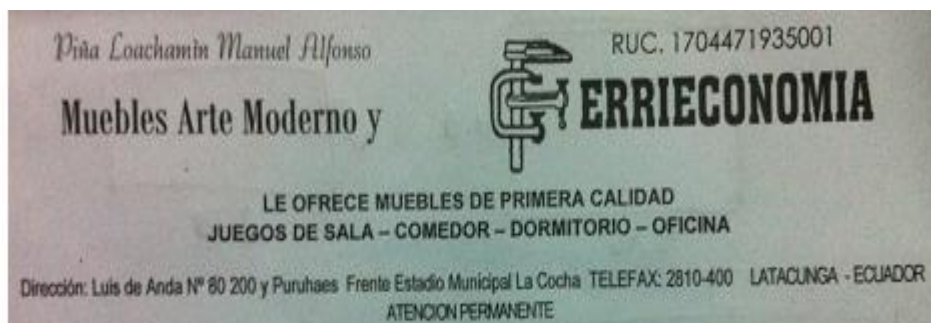 Piña Loachamin Manuel Alfonso
RUC. 1704471935001
Muebles Arte Moderno y
FERRIECONOMIA
LE OFRECE MUEBLES DE PRIMERA CALIDAD
JUEGOS DE SALA – COMEDOR – DORMITORIO – OFICINA
Dirección: Luis de Anda Nº 80 200 y Puruhaes Frente Estadio Municipal La Cocha TELEFAX: 2810-400 LATACUNGA - ECUADOR
ATENCION PERMANENTE